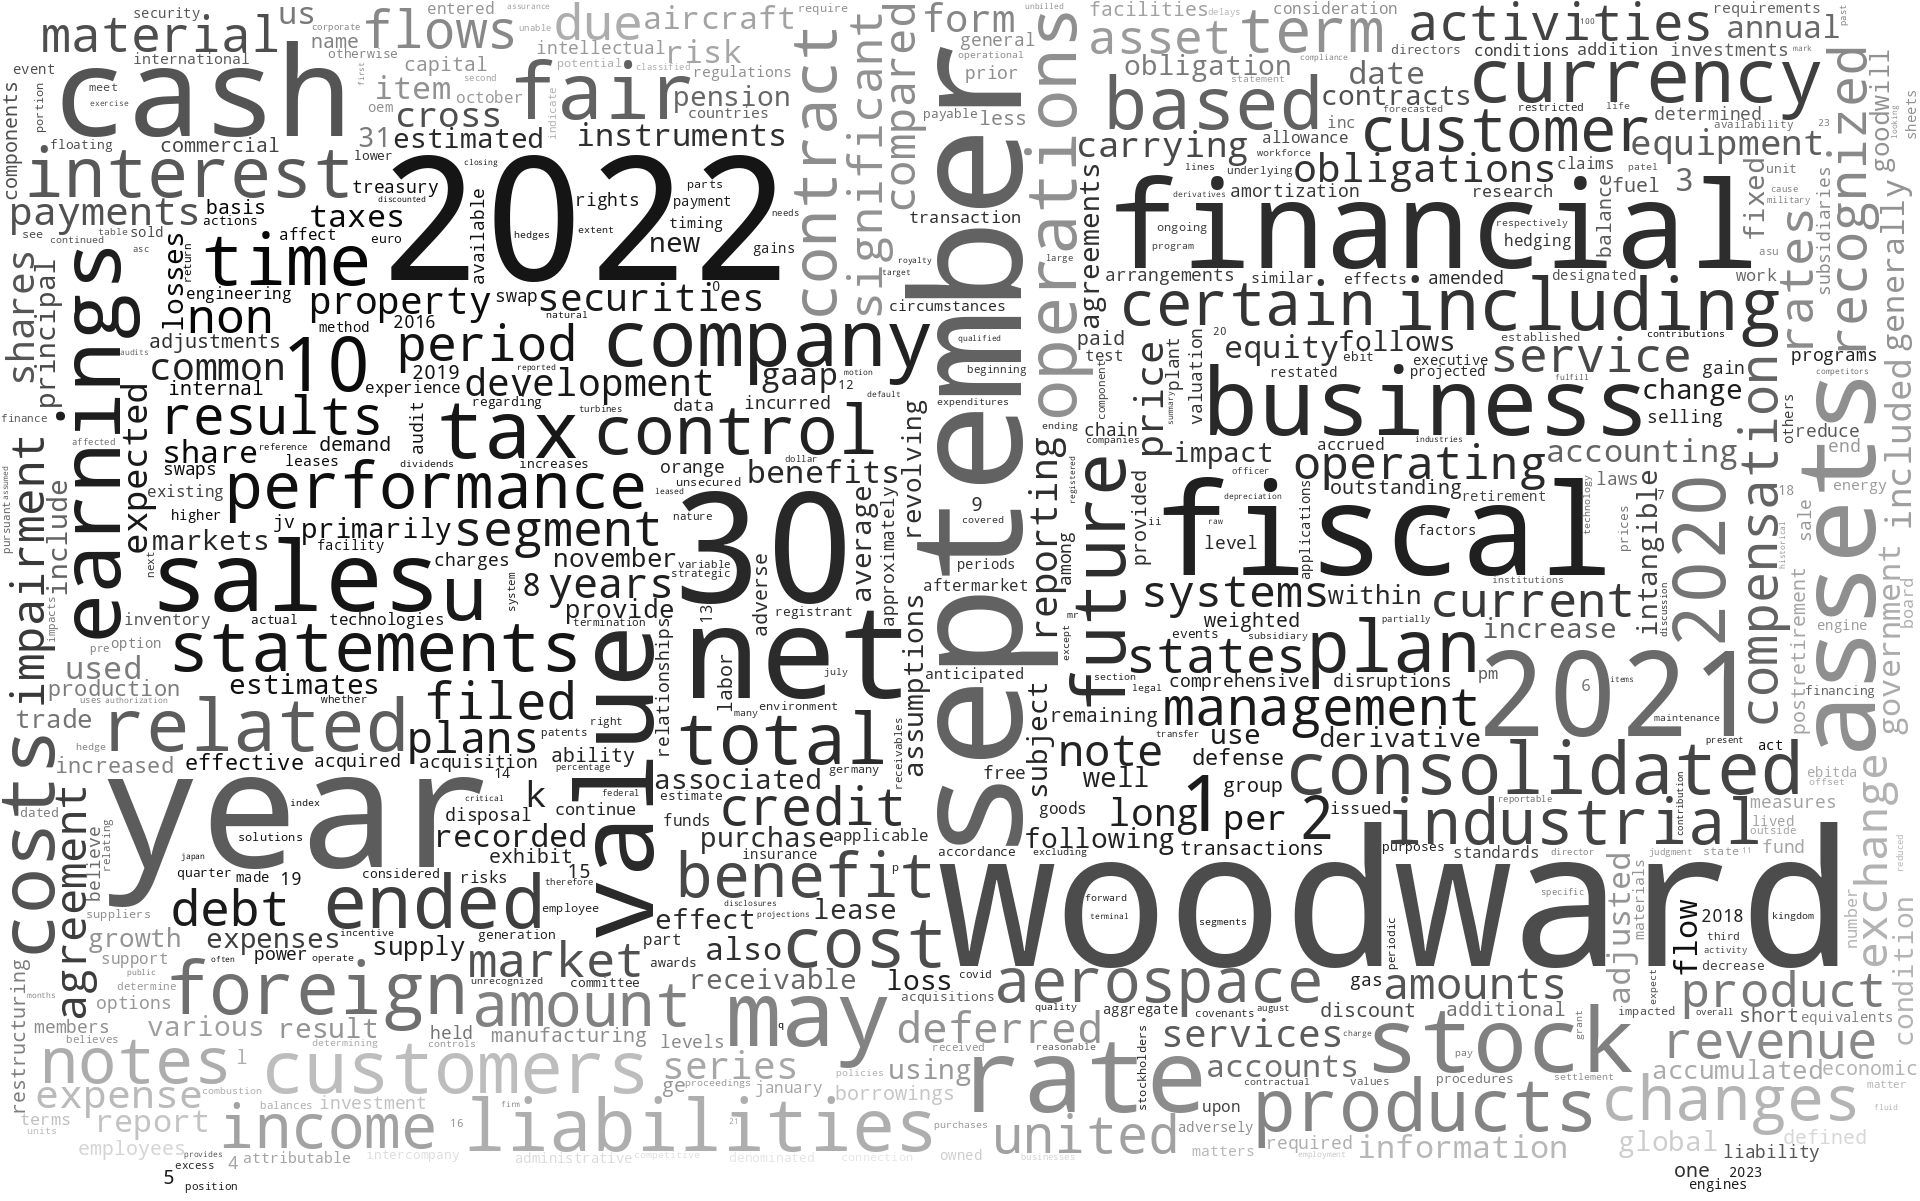 security
corporate
entered
assurance
unbilled
facilities
delays
consideration
requirements
past
material
us
name
flows
unable
due
aircraft
require
form
general
operational
asset
term
activities
100
annual
international
otherwise
intellectual
risk
contract
significant
compared
directors
conditions
addition
investments
mark
event
meet
cash
capital
potential
classified
regulations
prior
obligation
statement
compliance
date
currency
recognized
goodwill
components
portion
exercise
first
item
second
october
fair
pension
payable
less
based
contracts
forecasted
restricted
life
determined
looking
sheets
oem
cross
indicate
countries
operations
inc
allowance
customer
availability
23
floating
commercial
31
estimated
instruments
carrying
workforce
equipment
interest
lower
2022
closing
lines
underlying
obligations
claims
patel
unit
treasury
discounted
available
rights
parts
payment
agreements
derivatives
amortization
research
balance
fuel
3
fixed
cause
military
payments
basis
actions
taxes
extent
timing
needs
transaction
financial
respectively
subsidiaries
see
continued
table
sold
asc
losses
return
time
affect
euro
hedges
new
gains
september
ongoing
program
hedging
asu
rates
generally
shares
principal
earnings
engineering
property
swap
securities
0
royalty
target
large
arrangements
similar
effects
amended
designated
work
non
method
2016
natural
circumstances
certain
including
adjustments
audits
period
company
qualified
paid
test
20
equity
follows
established
contributions
common
10
2019
reported
gaap
motion
12
beginning
component
valuation
restated
ebit
executive
projected
service
gain
programs
competitors
internal
experience
development
data
incurred
default
expenditures
summary
plant
price
business
fulfill
change
included
finance
expected
results
audit
regarding
turbines
tax
control
ending
chain
companies
selling
compensation
others
reduce
end
affected
share
reference
demand
impact
accrued
industries
accounting
assets
pursuant
assumed
impairment
include
swaps
leases
dividends
increases
orange
unsecured
dollar
benefits
revolving
reporting
registered
officer
operating
laws
energy
existing
performance
leased
30
9
provided
depreciation
outstanding
retirement
technology
17
18
higher
jv
primarily
segment
nature
average
approximately
covered
future
ii
fiscal
raw
level
factors
applications
prices
intangible
2020
historical
sale
government
markets
facility
charges
november
variable
strategic
adverse
periods
among
next
sales
u
system
8
years
aftermarket
institutions
discussion
impacts
inventory
actual
technologies
provide
termination
13
registrant
mr
except
systems
within
current
postretirement
engine
board
pre
option
statements
value
relationships
net
assumptions
weighted
events
subsidiary
partially
increase
used
production
uses
authorization
estimates
whether
labor
july
anticipated
section
legal
states
comprehensive
disruptions
plan
pm
2021
6
items
financing
trade
related
filed
right
patents
many
environment
receivables
subject
remaining
transfer
management
maintenance
hedge
plans
ability
total
note
use
defense
derivative
present
act
costs
increased
effective
acquired
acquisition
14
percentage
associated
germany
free
well
group
consolidated
ebitda
offset
dated
agreement
year
index
critical
k
federal
continue
estimate
funds
credit
goods
long
1
per
2
issued
reportable
contribution
measures
exchange
believe
relating
solutions
disposal
recorded
purchase
applicable
following
transactions
industrial
lived
outside
fund
japan
quarter
made
19
considered
exhibit
risks
15
therefore
insurance
p
accordance
excluding
purposes
standards
director
judgment
state
11
reduced
suppliers
debt
ended
employee
benefit
disclosures
projections
woodward
forward
terminal
segments
specific
adjusted
materials
flow
2018
kingdom
number
condition
growth
support
expenses
incentive
supply
generation
effect
lease
periodic
third
activity
restructuring
public
often
power
operate
market
part
also
cost
awards
loss
covid
aerospace
gas
decrease
determine
foreign
unrecognized
committee
receivable
acquisitions
amounts
expect
months
options
amount
may
q
quality
aggregate
covenants
august
discount
additional
grant
impacted
product
overall
short
equivalents
members
believes
various
result
held
controls
manufacturing
levels
deferred
received
reasonable
stockholders
services
charge
stock
revenue
notes
l
determining
customers
series
policies
using
rate
accounts
pay
accumulated
economic
expense
combustion
ge
proceedings
january
borrowings
contractual
values
procedures
settlement
matter
terms
units
report
income
balances
investment
16
liabilities
firm
21
purchases
united
upon
adversely
products
changes
fluid
employees
provides
excess
4
attributable
intercompany
administrative
competitive
denominated
connection
owned
businesses
matters
required
employment
information
global
defined
liability
5
position
one
2023
engines